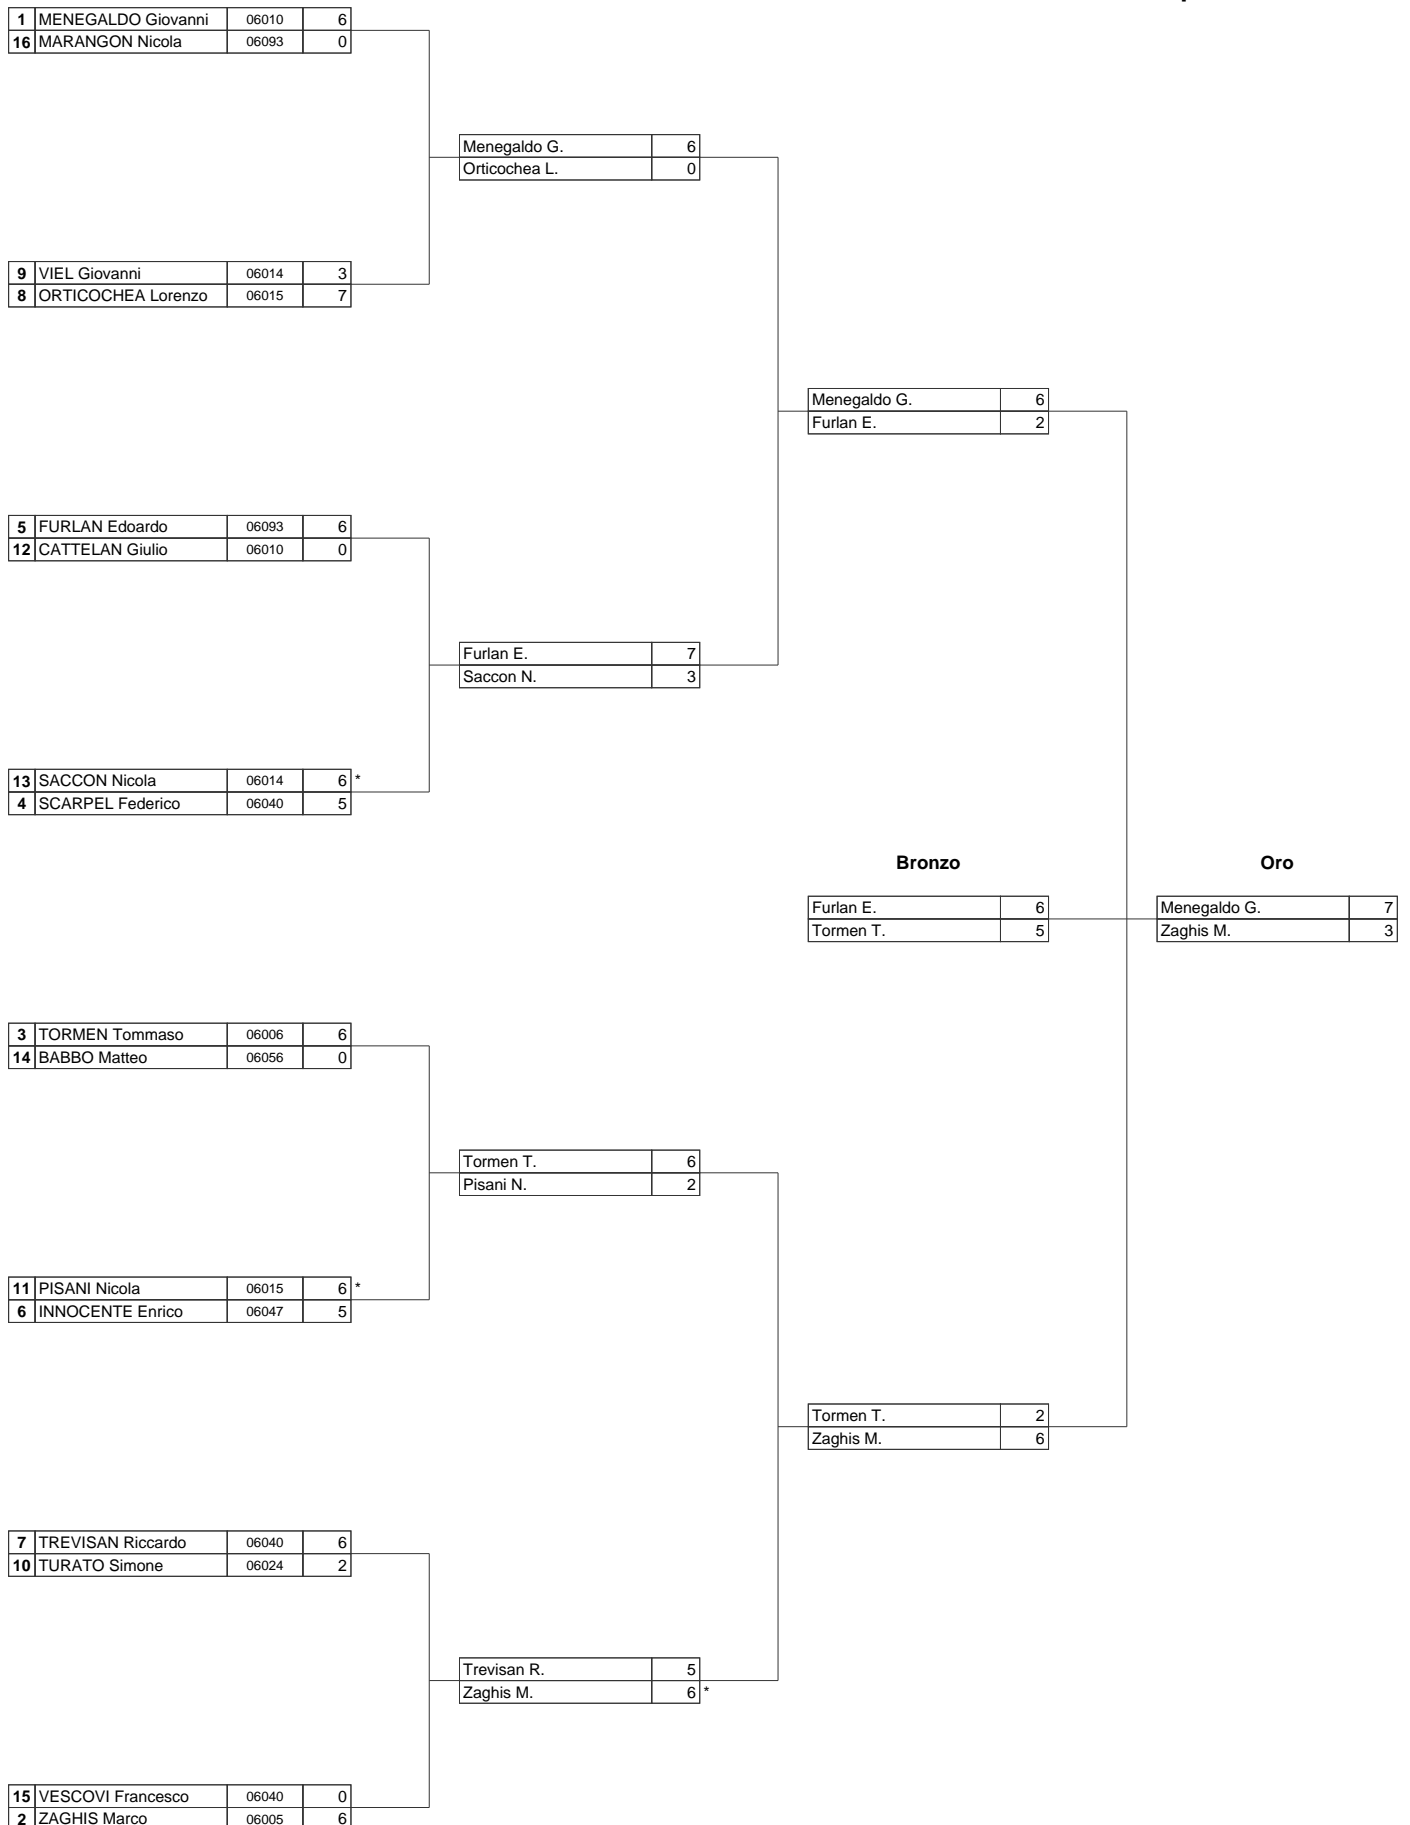 1 MENEGALDO Giovanni 06010 6
16 MARANGON Nicola 06093 0
Menegaldo G. 6
Orticochea L. 0
9 VIEL Giovanni 06014 3
8 ORTICOCHEA Lorenzo 06015 7
Menegaldo G. 6
Furlan E. 2
5 FURLAN Edoardo 06093 6
12 CATTELAN Giulio 06010 0
Furlan E. 7
Saccon N. 3
13 SACCON Nicola 06014 6 *
4 SCARPEL Federico 06040 5
Bronzo Oro
Furlan E. 6 Menegaldo G. 7
Tormen T. 5 Zaghis M. 3
3 TORMEN Tommaso 06006 6
14 BABBO Matteo 06056 0
Tormen T. 6
Pisani N. 2
11 PISANI Nicola 06015 6 *
6 INNOCENTE Enrico 06047 5
Tormen T. 2
Zaghis M. 6
7 TREVISAN Riccardo 06040 6
10 TURATO Simone 06024 2
Trevisan R. 5
Zaghis M. 6 *
15 VESCOVI Francesco 06040 0
2 ZAGHIS Marco 06005 6